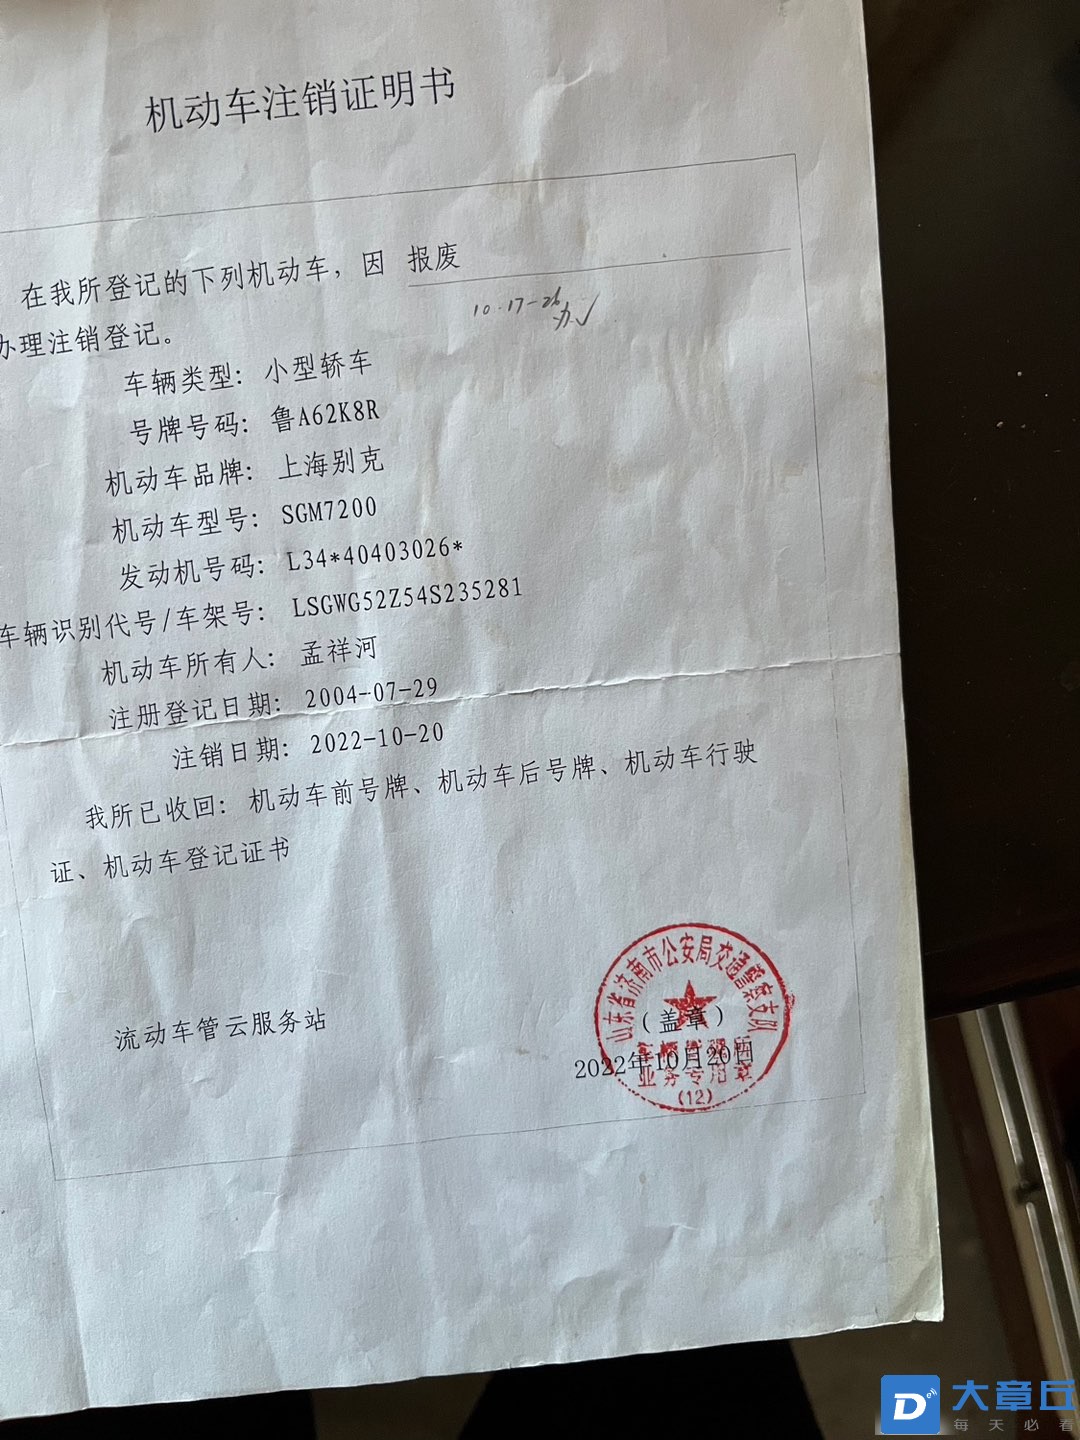 机动车注销证明书
在我所登记的下列机动车，因 报废
办理注销登记。
10.17-26
办√
车辆类型：小型轿车
号牌号码：鲁A62K8R
机动车品牌：上海别克
机动车型号：SGM7200
发动机号码：L34*40403026*
车辆识别代号/车架号：LSGWG52Z54S235281
机动车所有人：孟祥河
注册登记日期：2004-07-29
注销日期：2022-10-20
我所已收回：机动车前号牌、机动车后号牌、机动车行驶
证、机动车登记证书
山东省济南市公安局交通警察支队
流动车管云服务站
（盖章）
2022年10月20日
业务专用章
(12)
D
大章丘
每天必看